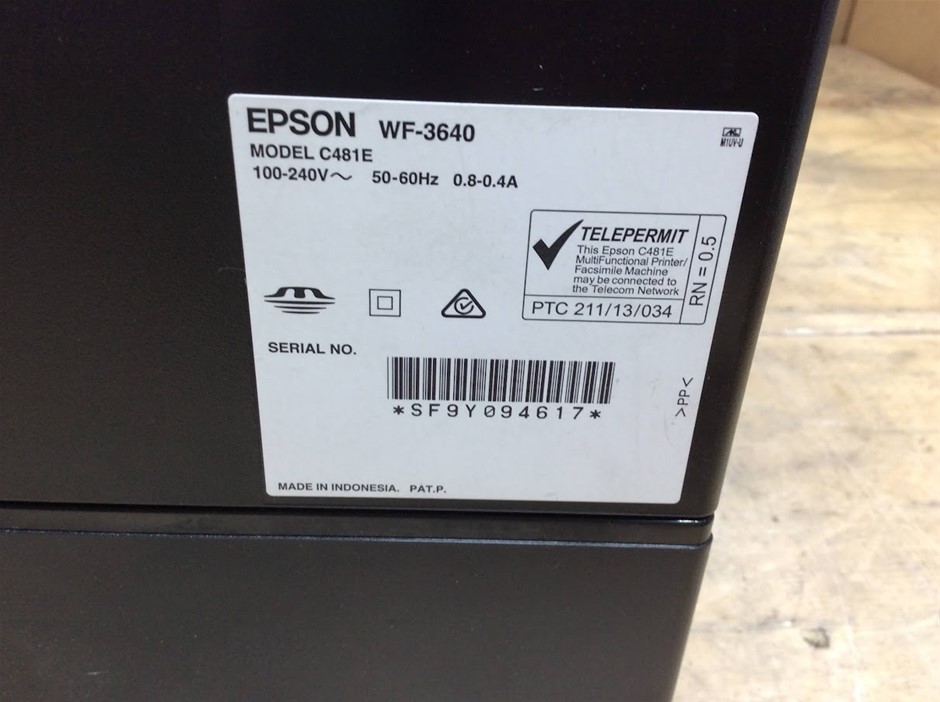 EPSON WF-3640
MODEL C481E
100-240V～ 50-60Hz 0.8-0.4A
M1UV-U
TELEPERMIT
This Epson C481E
MultiFunctional Printer/
Facsimile Machine
may be connected to
the Telecom Network
PTC 211/13/034
RN = 0.5
SERIAL NO.
*SF9Y094617*
>PP<
MADE IN INDONESIA. PAT.P.